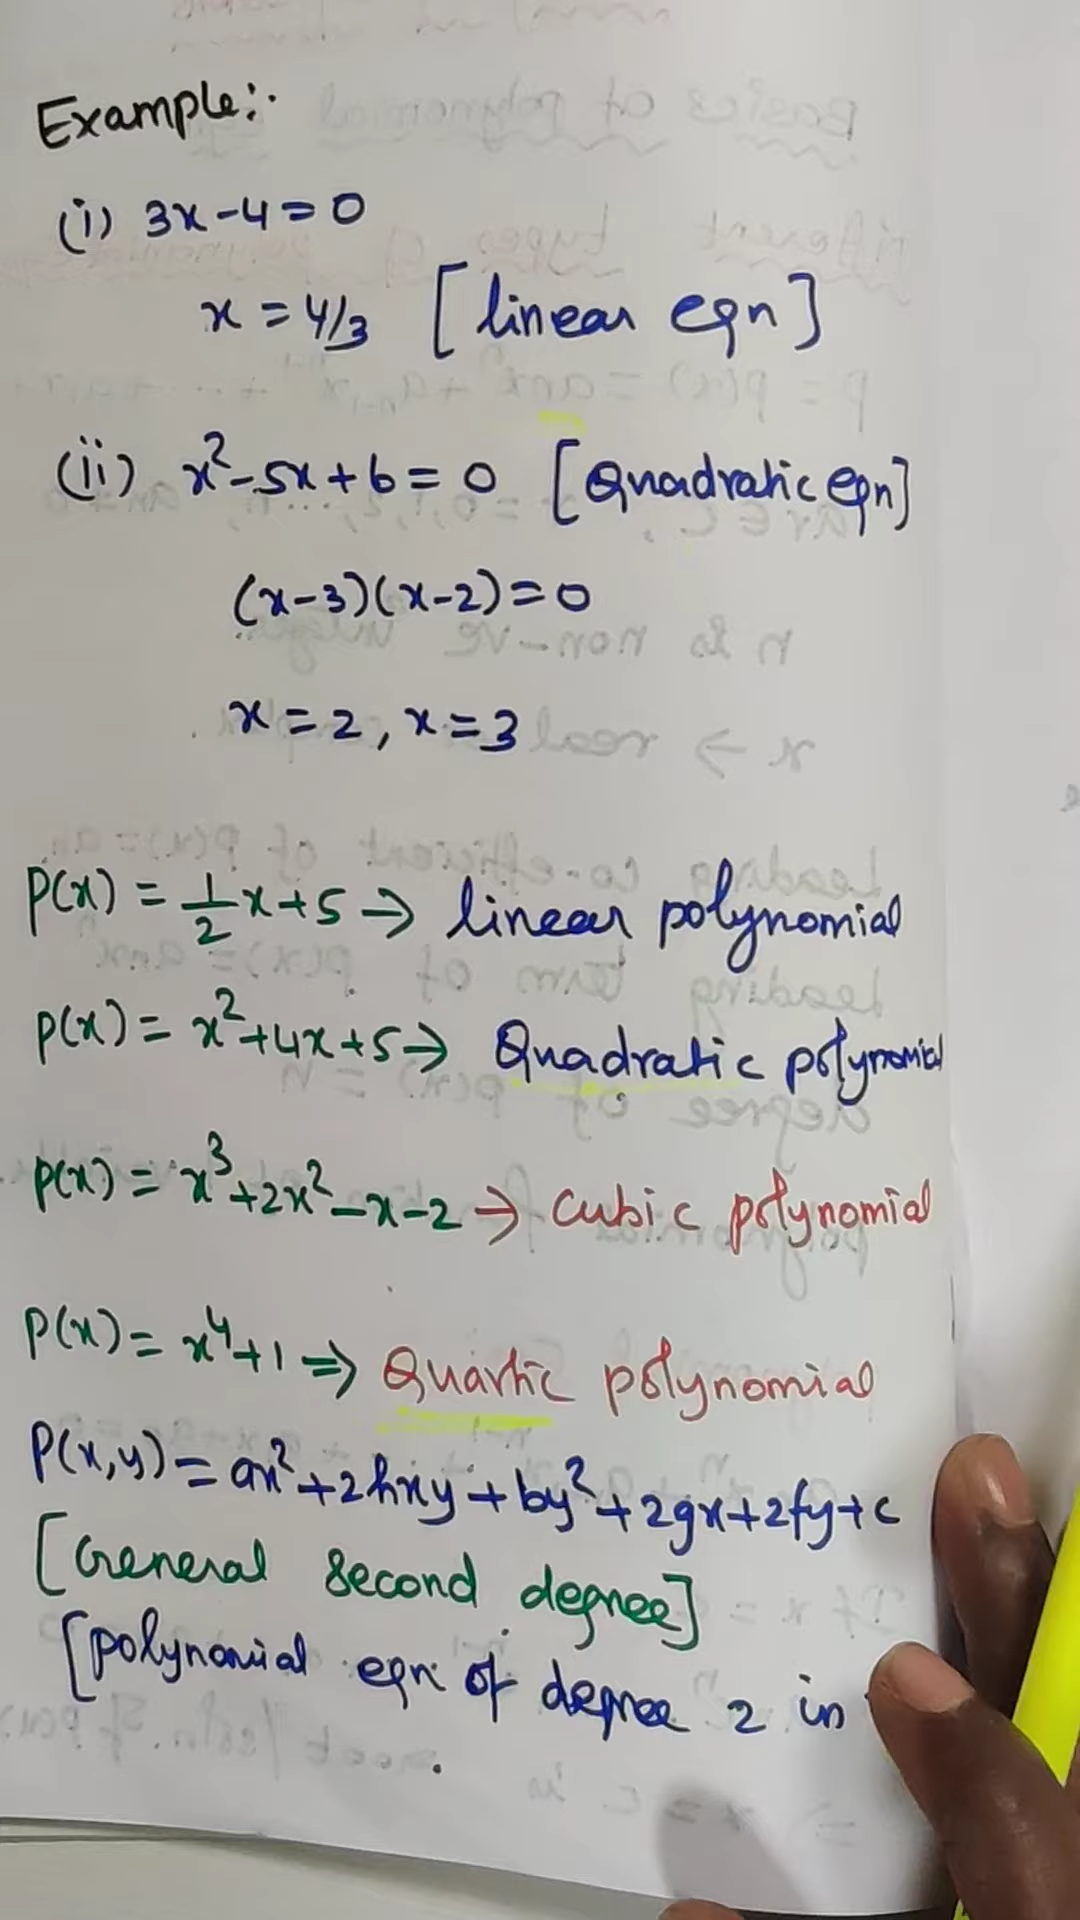 Example:.
(i) 3x-4=0
x = 4/3 [linear eqn]
(ii) x²-5x+6=0 [Quadratic eqn]
(x-3)(x-2)=0
x=2, x=3
P(x) = 1/2 x+5 → linear polynomial
P(x) = x²+4x+5 → Quadratic polynomial
P(x) = x³+2x²-x-2 → Cubic polynomial
P(x) = x⁴+1 ⇒ Quartic polynomial
P(x,y) = ax²+2hxy+by²+2gx+2fy+c
[General second degree]
[polynomial eqn of degree 2 in